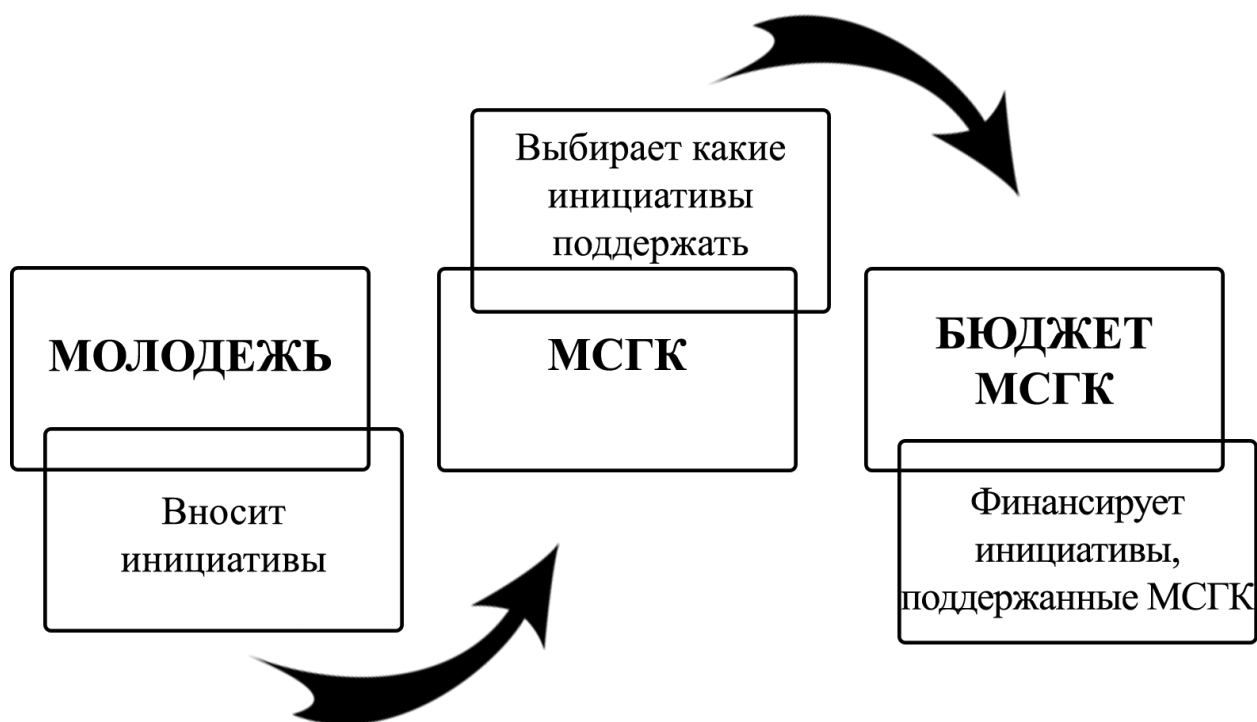 МОЛОДЕЖЬ
Вносит
инициативы
Выбирает какие
инициативы
поддержать
МСГК
БЮДЖЕТ
МСГК
Финансирует
инициативы,
поддержанные МСГК